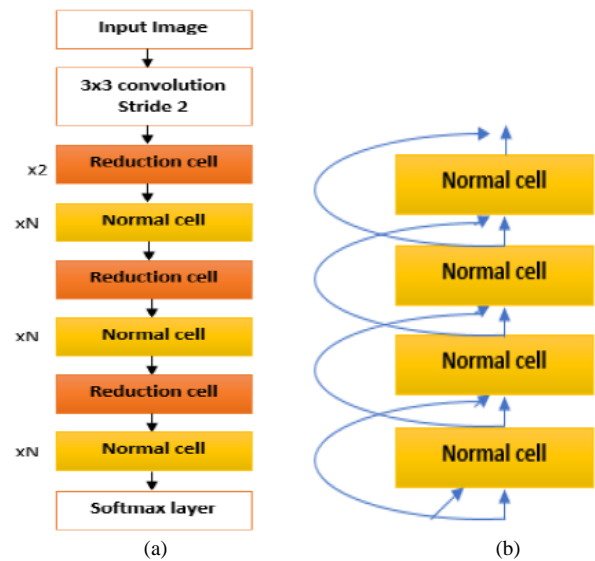 Input Image
3x3 convolution
Stride 2
x2
Reduction cell
xN
Normal cell
Reduction cell
xN
Normal cell
Reduction cell
xN
Normal cell
Softmax layer
(a)
Normal cell
Normal cell
Normal cell
Normal cell
(b)